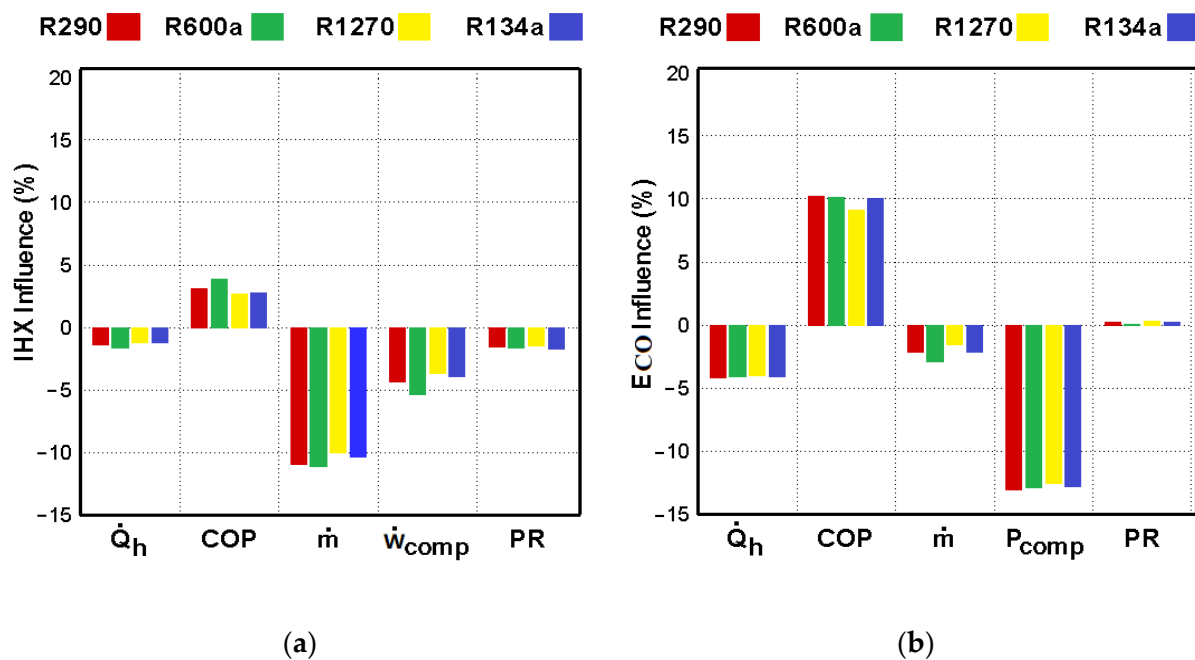 R290 R600a R1270 R134a
20
15
10
5
0
−5
−10
−15
IHX Influence (%)
Q̇h COP ṁ ẇcomp PR
(a)
R290 R600a R1270 R134a
20
15
10
5
0
−5
−10
−15
ECO Influence (%)
Q̇h COP ṁ Pcomp PR
(b)